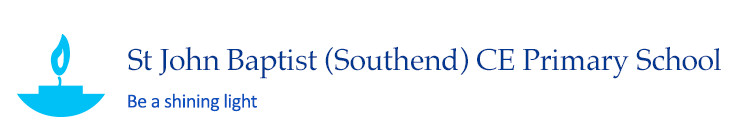 St John Baptist (Southend) CE Primary School
Be a shining light